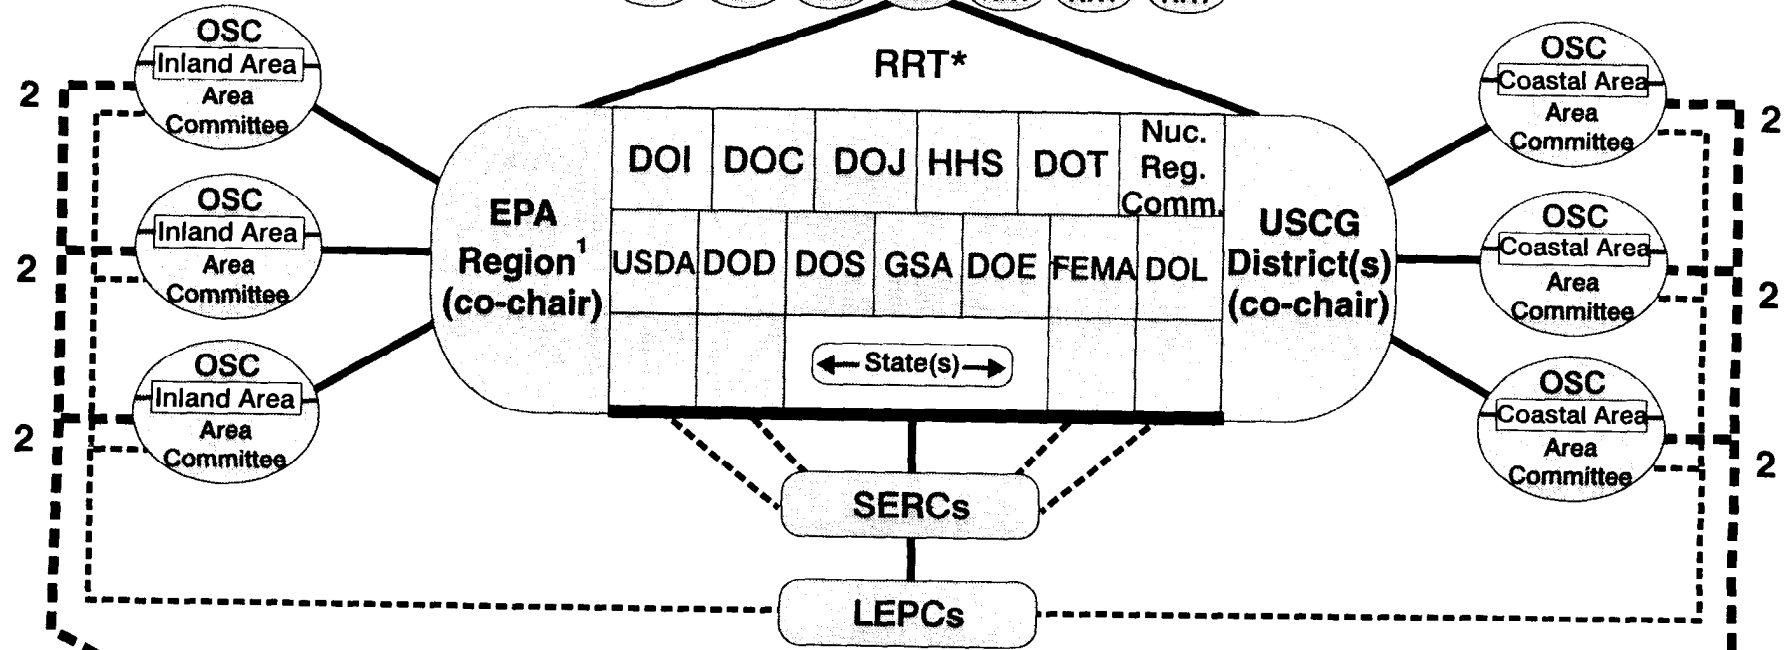 RRT*
OSC
Inland Area
Area
Committee
2
OSC
Inland Area
Area
Committee
2
OSC
Inland Area
Area
Committee
2
EPA
Region¹
(co-chair)
DOI DOC DOJ HHS DOT Nuc.
Reg.
Comm.
USDA DOD DOS GSA DOE FEMA DOL
State(s)
USCG
District(s)
(co-chair)
OSC
Coastal Area
Area
Committee
2
OSC
Coastal Area
Area
Committee
2
OSC
Coastal Area
Area
Committee
2
SERCs
LEPCs